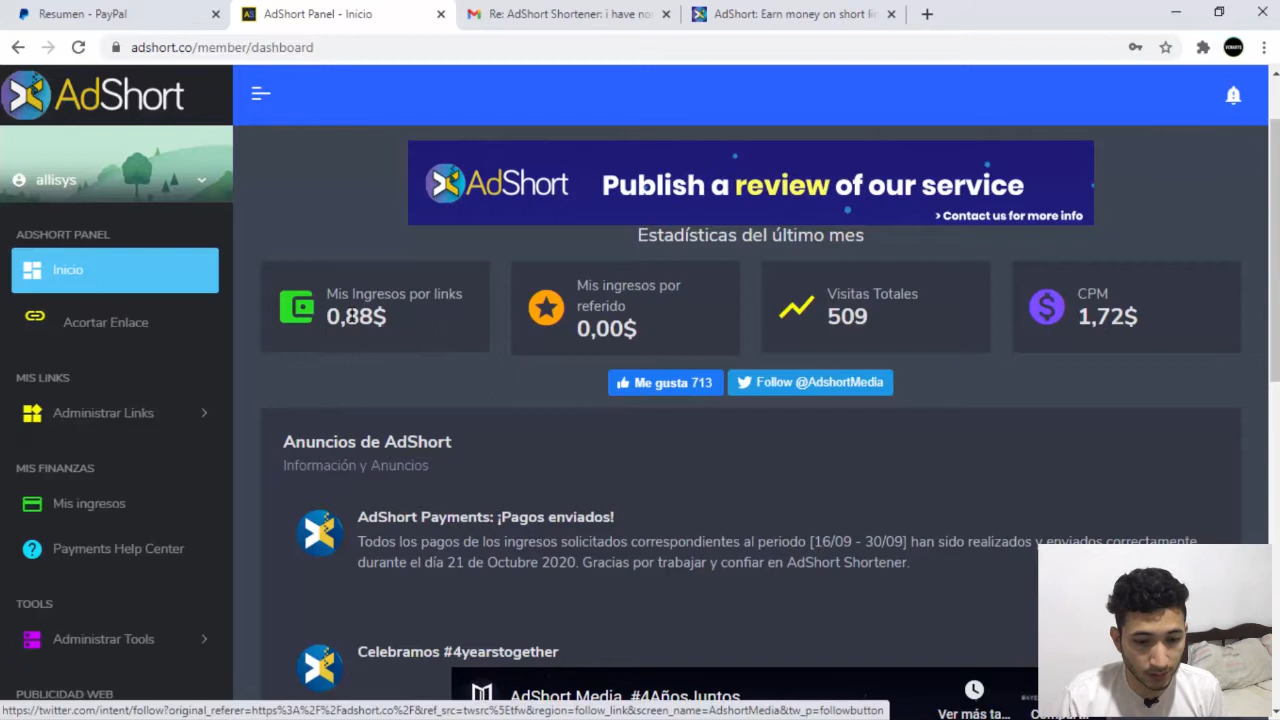 Resumen - PayPal
AdShort Panel - Inicio
Re: AdShort Shortener: i have no
AdShort: Earn money on short li
adshort.co/member/dashboard
AdShort
AdShort
Publish a review of our service
> Contact us for more info
allisys
Estadísticas del último mes
ADSHORT PANEL
Inicio
Acortar Enlace
MIS LINKS
Administrar Links
MIS FINANZAS
Mis ingresos
Payments Help Center
TOOLS
Administrar Tools
PUBLICIDAD WEB
Mis Ingresos por links
0,88$
Mis ingresos por
referido
0,00$
Visitas Totales
509
CPM
1,72$
Me gusta 713
Follow @AdshortMedia
Anuncios de AdShort
Información y Anuncios
AdShort Payments: ¡Pagos enviados!
Todos los pagos de los ingresos solicitados correspondientes al periodo [16/09 - 30/09] han sido realizados y enviados correctamente
durante el día 21 de Octubre 2020. Gracias por trabajar y confiar en AdShort Shortener.
Celebramos #4yearstogether
AdShort Media. #4AñosJuntos
Ver más ta...
https://twitter.com/intent/follow?original_referer=https%3A%2F%2Fadshort.co%2F&ref_src=twsrc%5Etfw&region=follow_link&screen_name=AdshortMedia&tw_p=followbutton